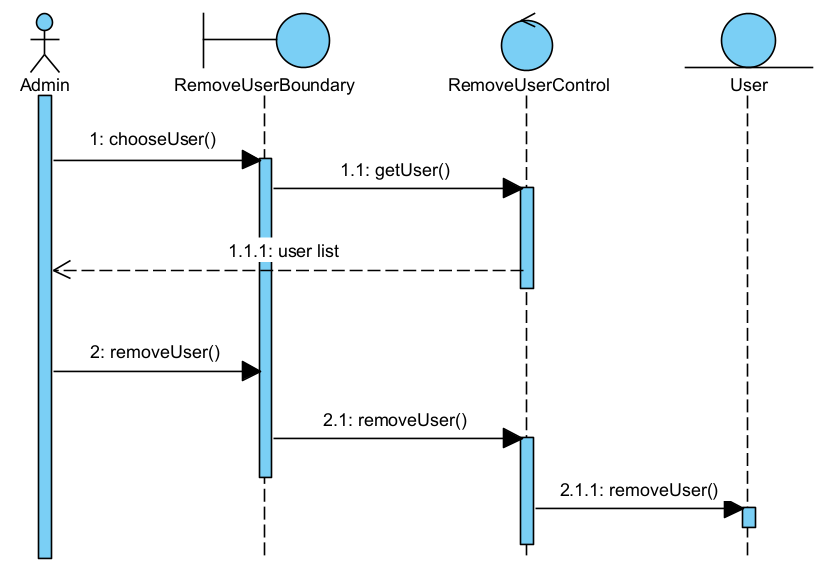 Admin
RemoveUserBoundary
RemoveUserControl
User
1: chooseUser()
1.1: getUser()
1.1.1: user list
2: removeUser()
2.1: removeUser()
2.1.1: removeUser()